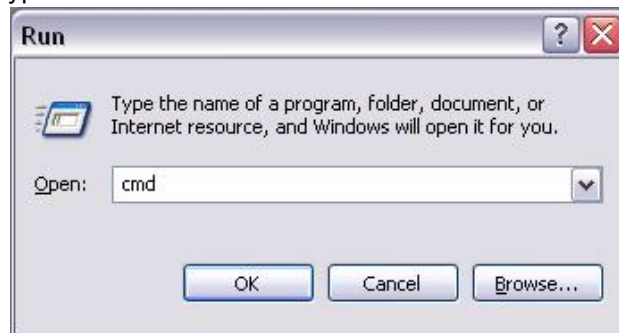 Run
Type the name of a program, folder, document, or
Internet resource, and Windows will open it for you.
Open: cmd
OK Cancel Browse...